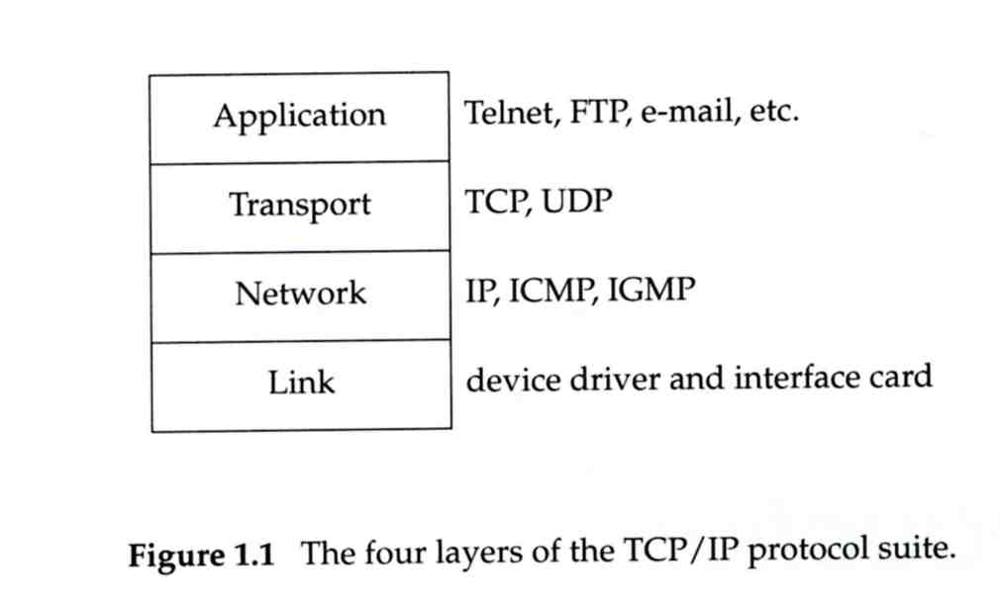 Application Telnet, FTP, e-mail, etc.
Transport TCP, UDP
Network IP, ICMP, IGMP
Link device driver and interface card
Figure 1.1 The four layers of the TCP/IP protocol suite.